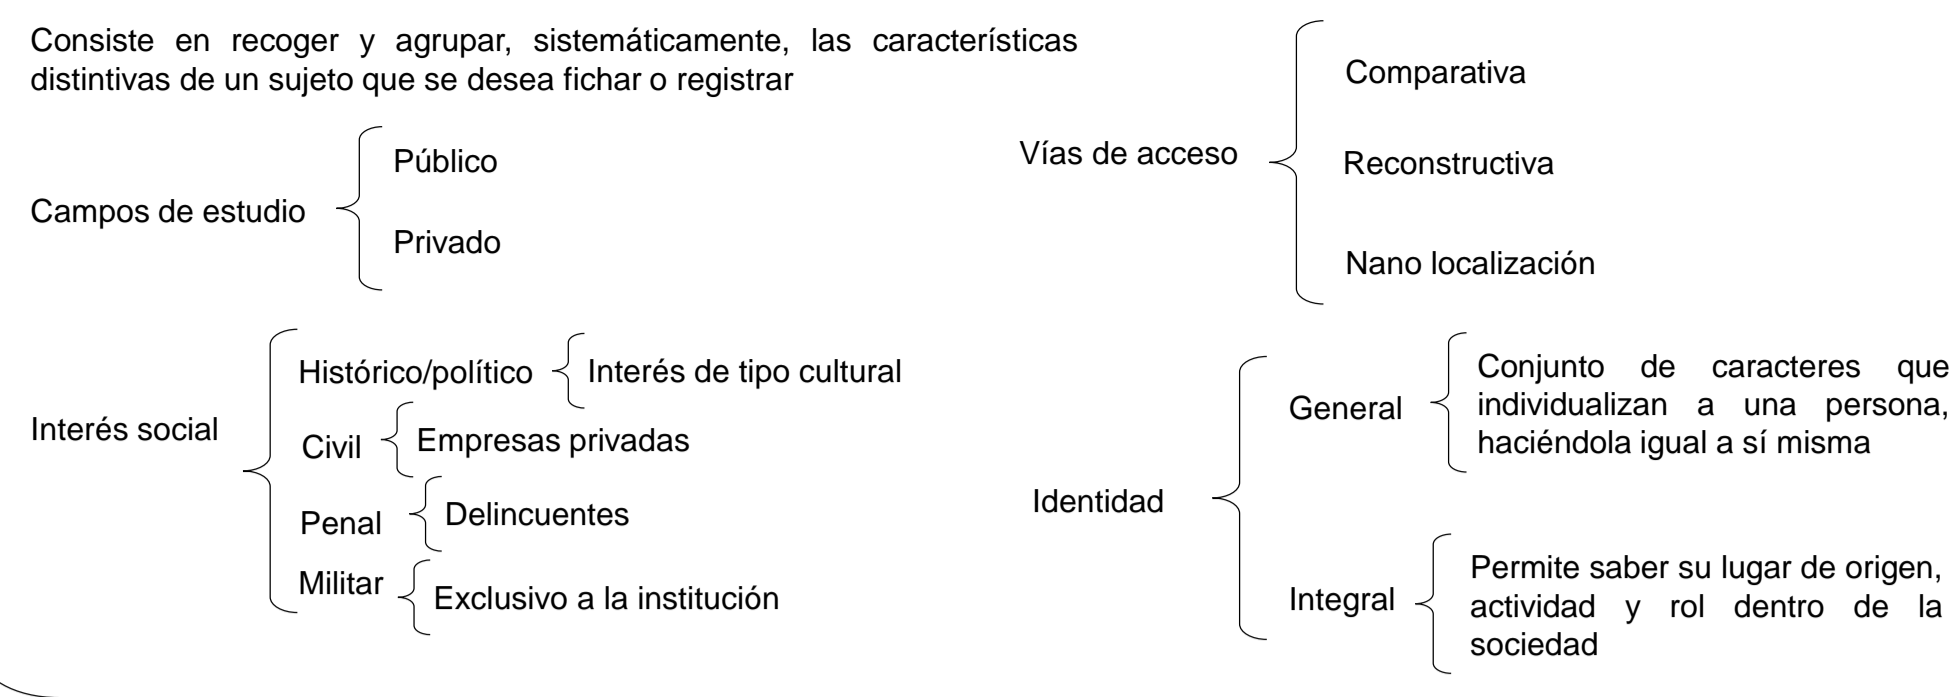 Consiste en recoger y agrupar, sistemáticamente, las características
distintivas de un sujeto que se desea fichar o registrar
Campos de estudio
Público
Privado
Interés social
Histórico/político
Interés de tipo cultural
Civil
Empresas privadas
Penal
Delincuentes
Militar
Exclusivo a la institución
Vías de acceso
Comparativa
Reconstructiva
Nano localización
Identidad
General
Conjunto de caracteres que
individualizan a una persona,
haciéndola igual a sí misma
Integral
Permite saber su lugar de origen,
actividad y rol dentro de la
sociedad